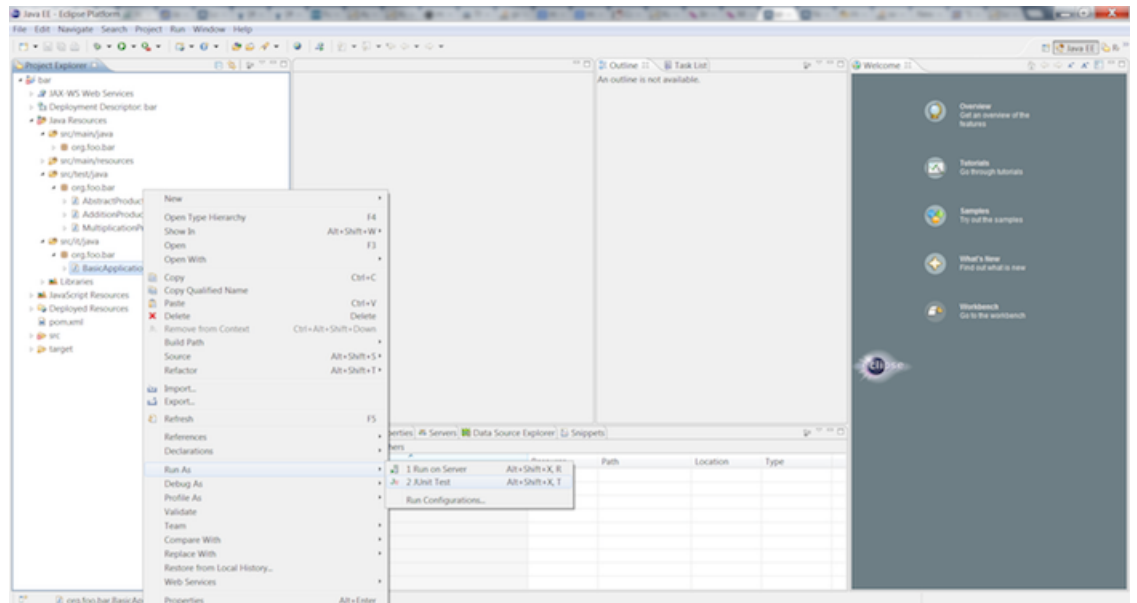 Java EE - Eclipse Platform
File Edit Navigate Search Project Run Window Help
Java EE
Project Explorer
bar
JAX-WS Web Services
Deployment Descriptor: bar
Java Resources
src/main/java
org.foo.bar
src/main/resources
src/test/java
org.foo.bar
AbstractProduc
AdditionProduc
MultiplicationP
src/it/java
org.foo.bar
BasicApplicatio
Libraries
JavaScript Resources
Deployed Resources
pom.xml
src
target
New
Open Type Hierarchy F4
Show In Alt+Shift+W
Open F3
Open With
Copy Ctrl+C
Copy Qualified Name
Paste Ctrl+V
Delete Delete
Remove from Context Ctrl+Alt+Shift+Down
Build Path
Source Alt+Shift+S
Refactor Alt+Shift+T
Import...
Export...
Refresh F5
References
Declarations
Run As
Debug As
Profile As
Validate
Team
Compare With
Replace With
Restore from Local History...
Web Services
Properties Alt+Enter
1 Run on Server Alt+Shift+X, R
2 JUnit Test Alt+Shift+X, T
Run Configurations...
Outline Task List
An outline is not available.
perties Servers Data Source Explorer Snippets
hers
Path Location Type
Welcome
Overview
Get an overview of the
features
Tutorials
Go through tutorials
Samples
Try out the samples
What's New
Find out what is new
Workbench
Go to the workbench
eclipse
org.foo.bar.BasicAp